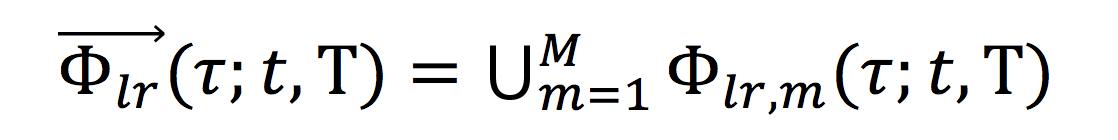 $\overrightarrow{\Phi_{lr}}(\tau; t, \mathrm{T}) = \bigcup_{m=1}^{M} \Phi_{lr,m}(\tau; t, \mathrm{T})$